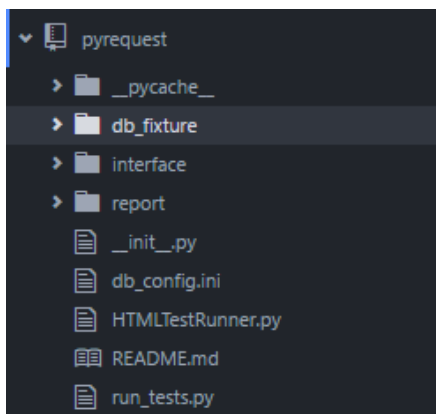 pyrequest
__pycache__
db_fixture
interface
report
__init__.py
db_config.ini
HTMLTestRunner.py
README.md
run_tests.py